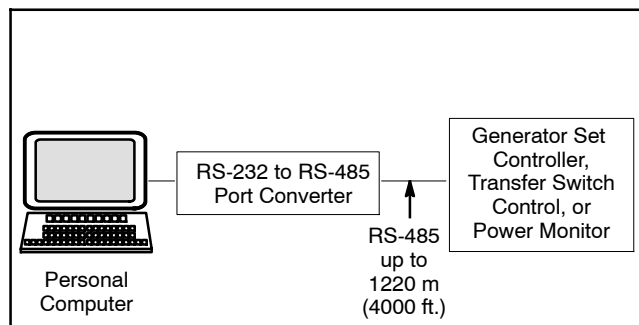 RS-232 to RS-485
Port Converter
Generator Set
Controller,
Transfer Switch
Control, or
Power Monitor
RS-485
up to
1220 m
(4000 ft.)
Personal
Computer